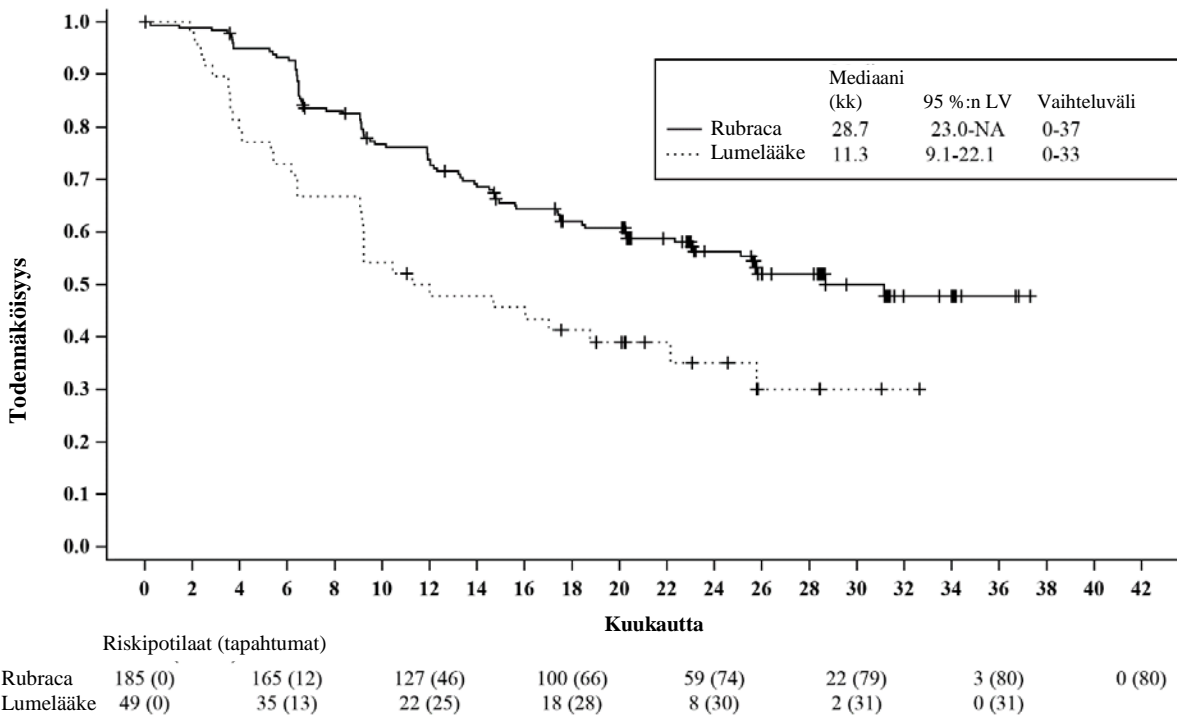 1.0
0.9
0.8
0.7
0.6
0.5
0.4
0.3
0.2
0.1
0.0
Todennäköisyys
Mediaani
(kk) 95 %:n LV Vaihteluväli
Rubraca 28.7 23.0-NA 0-37
Lumelääke 11.3 9.1-22.1 0-33
0 2 4 6 8 10 12 14 16 18 20 22 24 26 28 30 32 34 36 38 40 42
Kuukautta
Riskipotilaat (tapahtumat)
Rubraca 185 (0) 165 (12) 127 (46) 100 (66) 59 (74) 22 (79) 3 (80) 0 (80)
Lumelääke 49 (0) 35 (13) 22 (25) 18 (28) 8 (30) 2 (31) 0 (31)